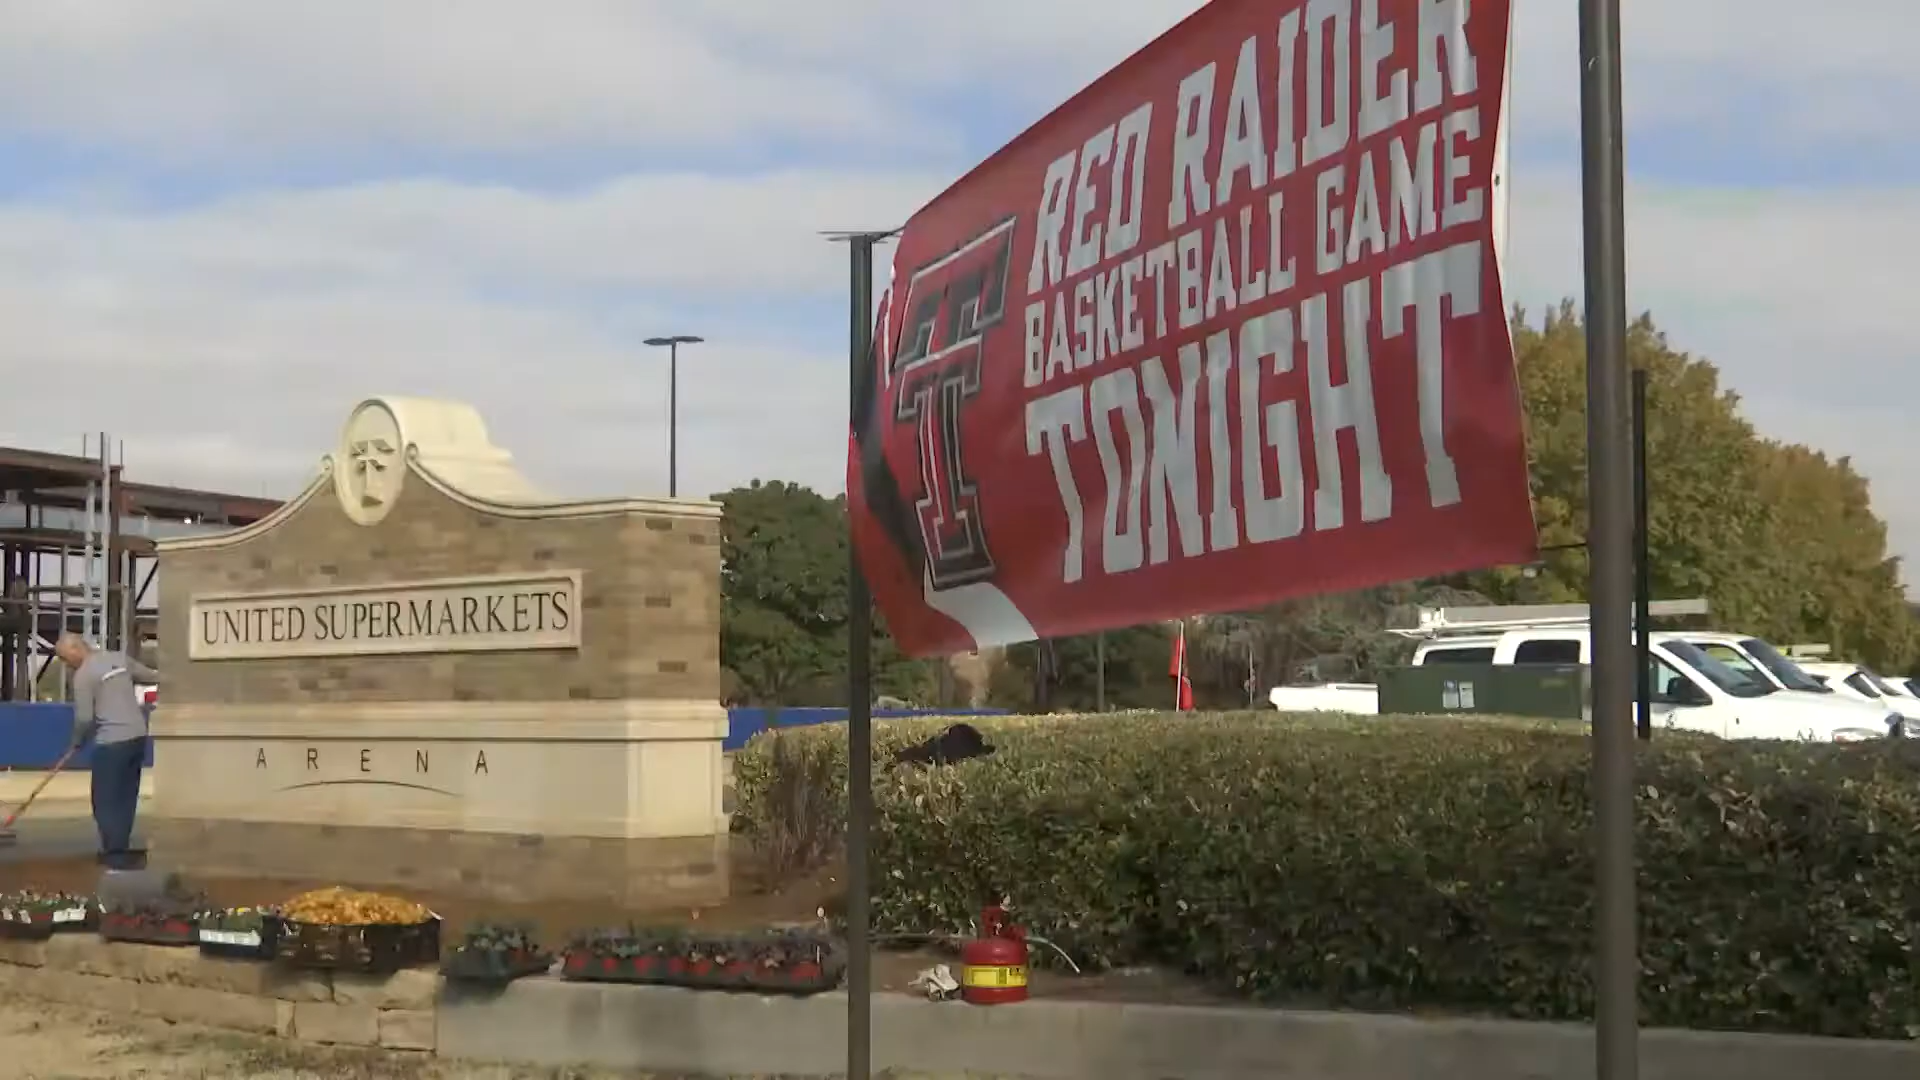 UNITED SUPERMARKETS
ARENA
RED RAIDER
BASKETBALL GAME
TONIGHT